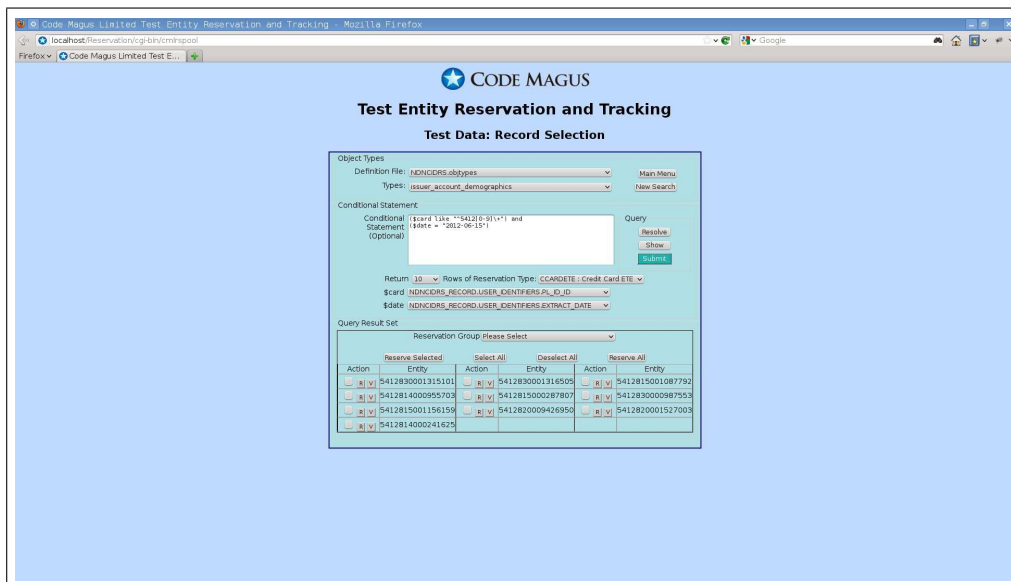 Code Magus Limited Test Entity Reservation and Tracking - Mozilla Firefox
localhost/Reservation/cgi-bin/cmlrspool
Google
Firefox
Code Magus Limited Test E...
CODE MAGUS
Test Entity Reservation and Tracking
Test Data: Record Selection
Object Types
Definition File: NDNCIDRS.objtypes Main Menu
Types: issuer_account_demographics New Search
Conditional Statement
Conditional Statement (Optional)
($card like "^5412[0-9]\+") and
($date = "2012-06-15")
Query
Resolve
Show
Submit
Return 10 Rows of Reservation Type: CCARDETE : Credit Card ETE
$card NDNCIDRS_RECORD.USER_IDENTIFIERS.PL_ID_ID
$date NDNCIDRS_RECORD.USER_IDENTIFIERS.EXTRACT_DATE
Query Result Set
Reservation Group Please Select
Reserve Selected Select All Deselect All Reserve All
Action Entity Action Entity Action Entity
R V 5412830001315101 R V 5412830001316505 R V 5412815001087792
R V 5412814000955703 R V 5412815000287807 R V 5412830000987553
R V 5412815001156159 R V 5412820009426950 R V 5412820001527003
R V 5412814000241625